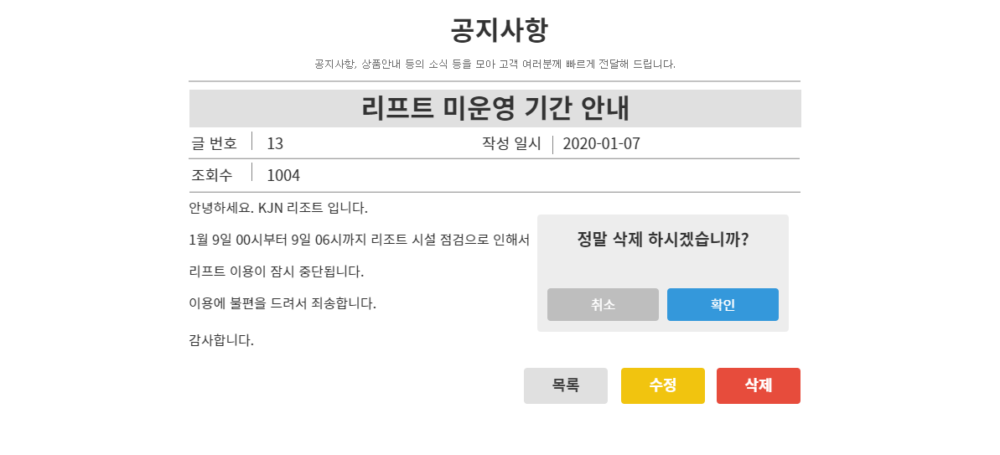 공지사항
공지사항, 상품안내 등의 소식 등을 모아 고객 여러분께 빠르게 전달해 드립니다.
리프트 미운영 기간 안내
글 번호 13 작성 일시 2020-01-07
조회수 1004
안녕하세요. KJN 리조트 입니다.
1월 9일 00시부터 9일 06시까지 리조트 시설 점검으로 인해서
리프트 이용이 잠시 중단됩니다.
이용에 불편을 드려서 죄송합니다.
감사합니다.
정말 삭제 하시겠습니까?
취소 확인
목록 수정 삭제